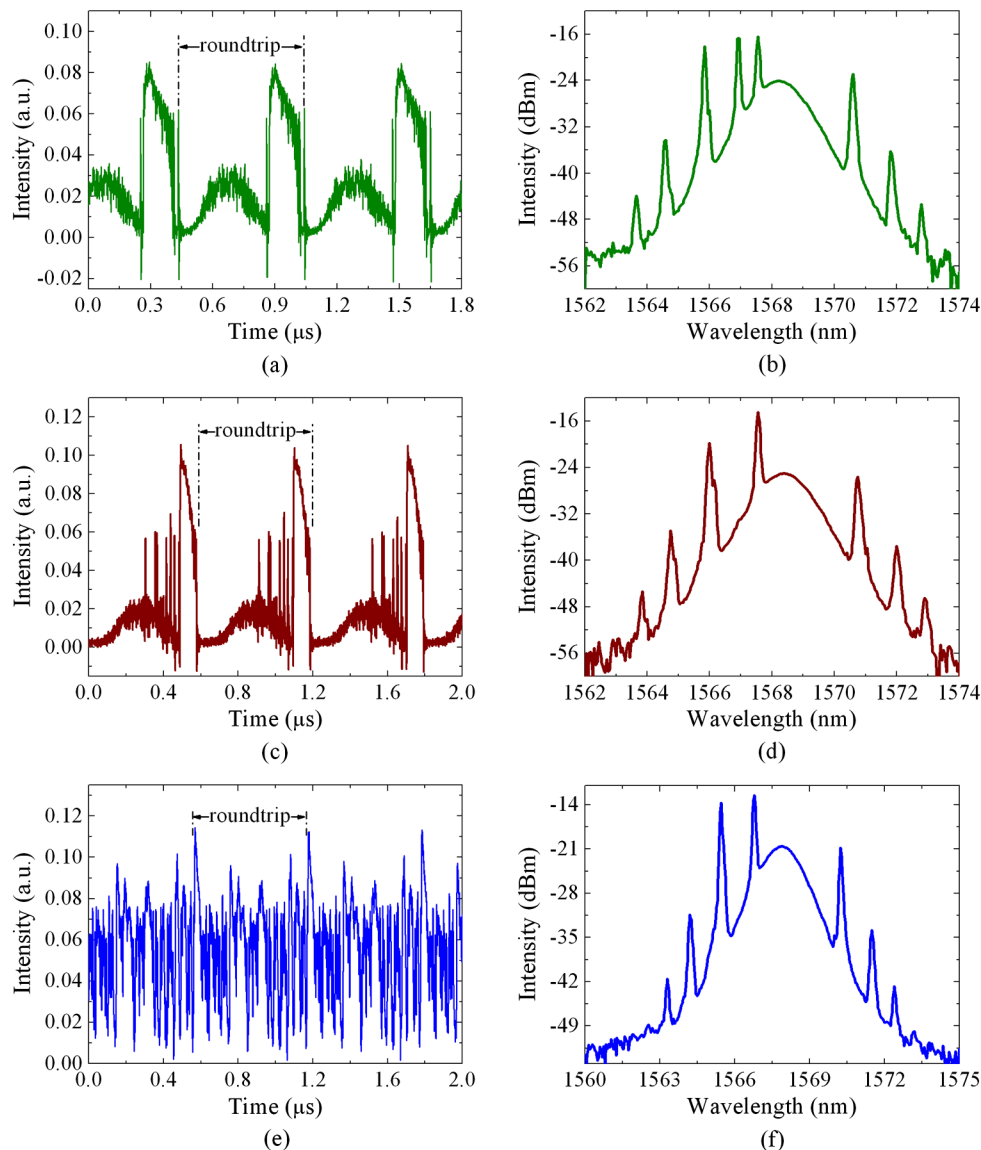 roundtrip
0.10
0.08
0.06
0.04
0.02
0.00
-0.02
Intensity (a.u.)
0.0 0.3 0.6 0.9 1.2 1.5 1.8
Time (μs)
(a)
-16
-24
-32
-40
-48
-56
Intensity (dBm)
1562 1564 1566 1568 1570 1572 1574
Wavelength (nm)
(b)
roundtrip
0.12
0.10
0.08
0.06
0.04
0.02
0.00
Intensity (a.u.)
0.0 0.4 0.8 1.2 1.6 2.0
Time (μs)
(c)
-16
-24
-32
-40
-48
-56
Intensity (dBm)
1562 1564 1566 1568 1570 1572 1574
Wavelength (nm)
(d)
roundtrip
0.12
0.10
0.08
0.06
0.04
0.02
0.00
Intensity (a.u.)
0.0 0.4 0.8 1.2 1.6 2.0
Time (μs)
(e)
-14
-21
-28
-35
-42
-49
Intensity (dBm)
1560 1563 1566 1569 1572 1575
Wavelength (nm)
(f)